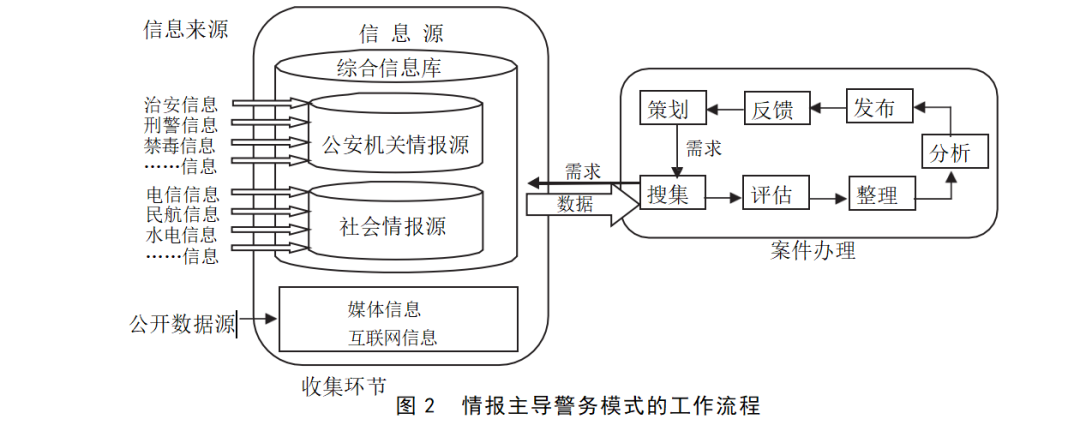 信息来源
信 息 源
综合信息库
治安信息
刑警信息
禁毒信息
……信息
公安机关情报源
电信信息
民航信息
水电信息
……信息
社会情报源
公开数据源
媒体信息
互联网信息
收集环节
需求
数据
策划
反馈
发布
需求
分析
搜集
评估
整理
案件办理
图 2 情报主导警务模式的工作流程